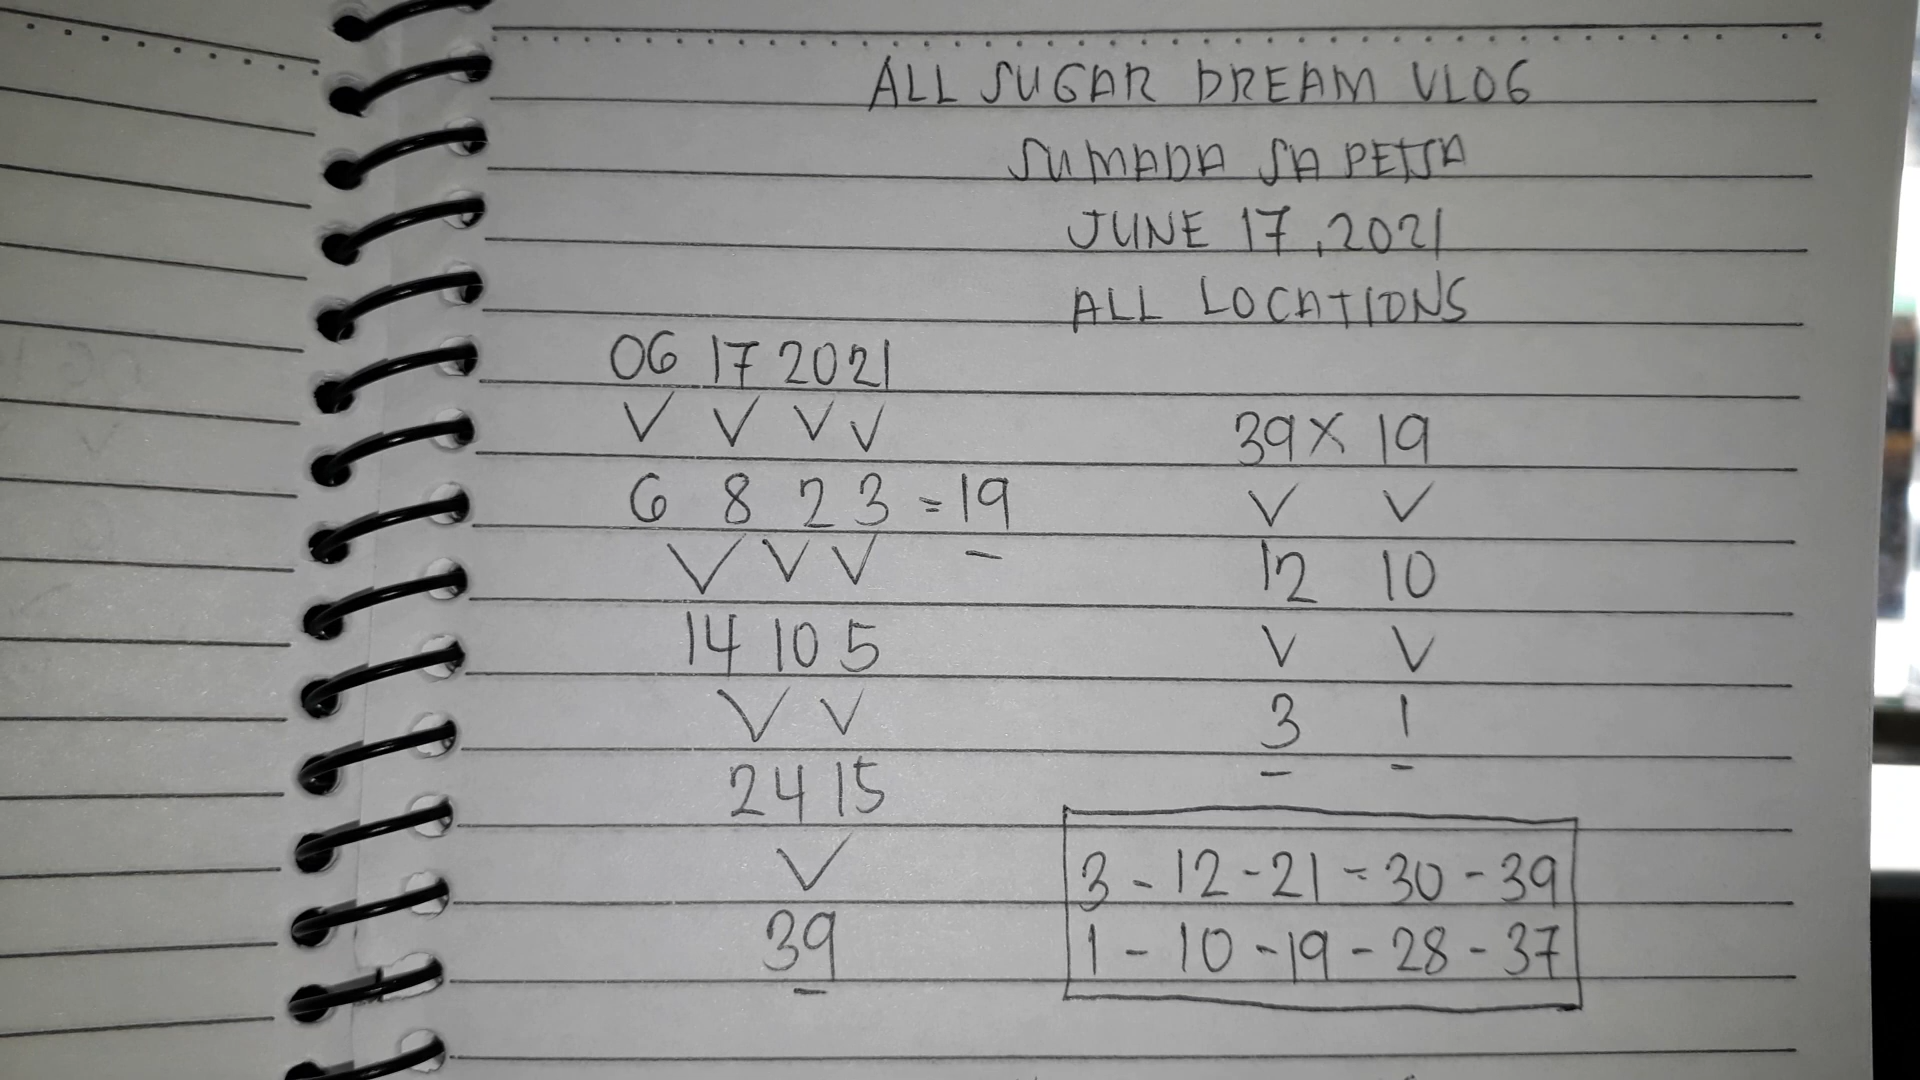 ALL SUGAR DREAM VLOG
SUMADA SA PETSA
JUNE 17, 2021
ALL LOCATIONS
06 17 2021
6 8 2 3 = 19
14 10 5
24 15
39
39 X 19
12 10
3 1
3 - 12 - 21 - 30 - 39
1 - 10 - 19 - 28 - 37